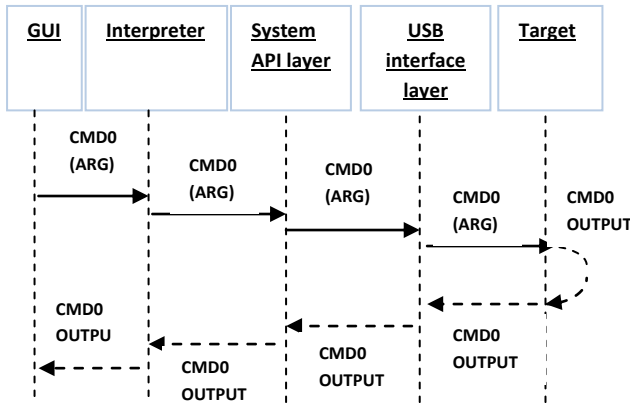 GUI
Interpreter
System
API layer
USB
interface
layer
Target
CMD0
(ARG)
CMD0
(ARG)
CMD0
(ARG)
CMD0
(ARG)
CMD0
OUTPUT
CMD0
OUTPU
CMD0
OUTPUT
CMD0
OUTPUT
CMD0
OUTPUT